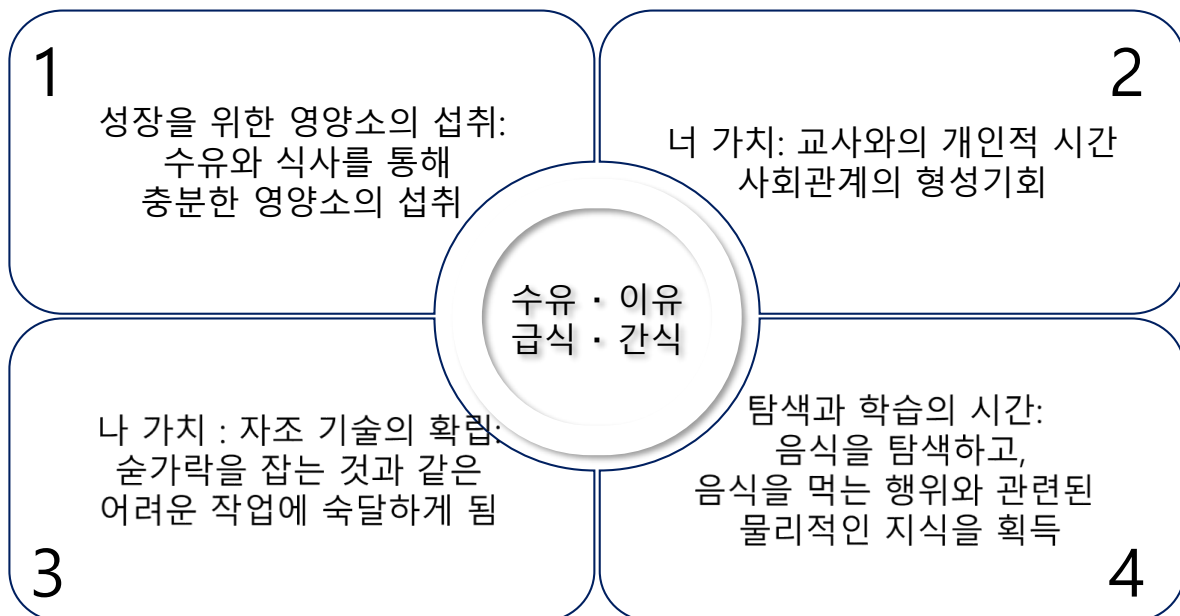 1
성장을 위한 영양소의 섭취:
수유와 식사를 통해
충분한 영양소의 섭취
2
너 가치: 교사와의 개인적 시간
사회관계의 형성기회
수유 · 이유
급식 · 간식
나 가치 : 자조 기술의 확립:
숟가락을 잡는 것과 같은
어려운 작업에 숙달하게 됨
3
탐색과 학습의 시간:
음식을 탐색하고,
음식을 먹는 행위와 관련된
물리적인 지식을 획득
4